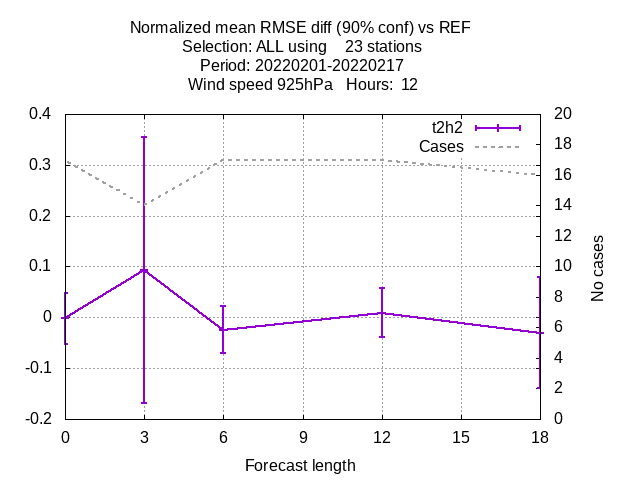 Normalized mean RMSE diff (90% conf) vs REF
Selection: ALL using    23 stations
Period: 20220201-20220217
Wind speed 925hPa   Hours:  12
t2h2
Cases
0.4
0.3
0.2
0.1
0
-0.1
-0.2
20
18
16
14
12
10
8
6
4
2
0
No cases
0 3 6 9 12 15 18
Forecast length